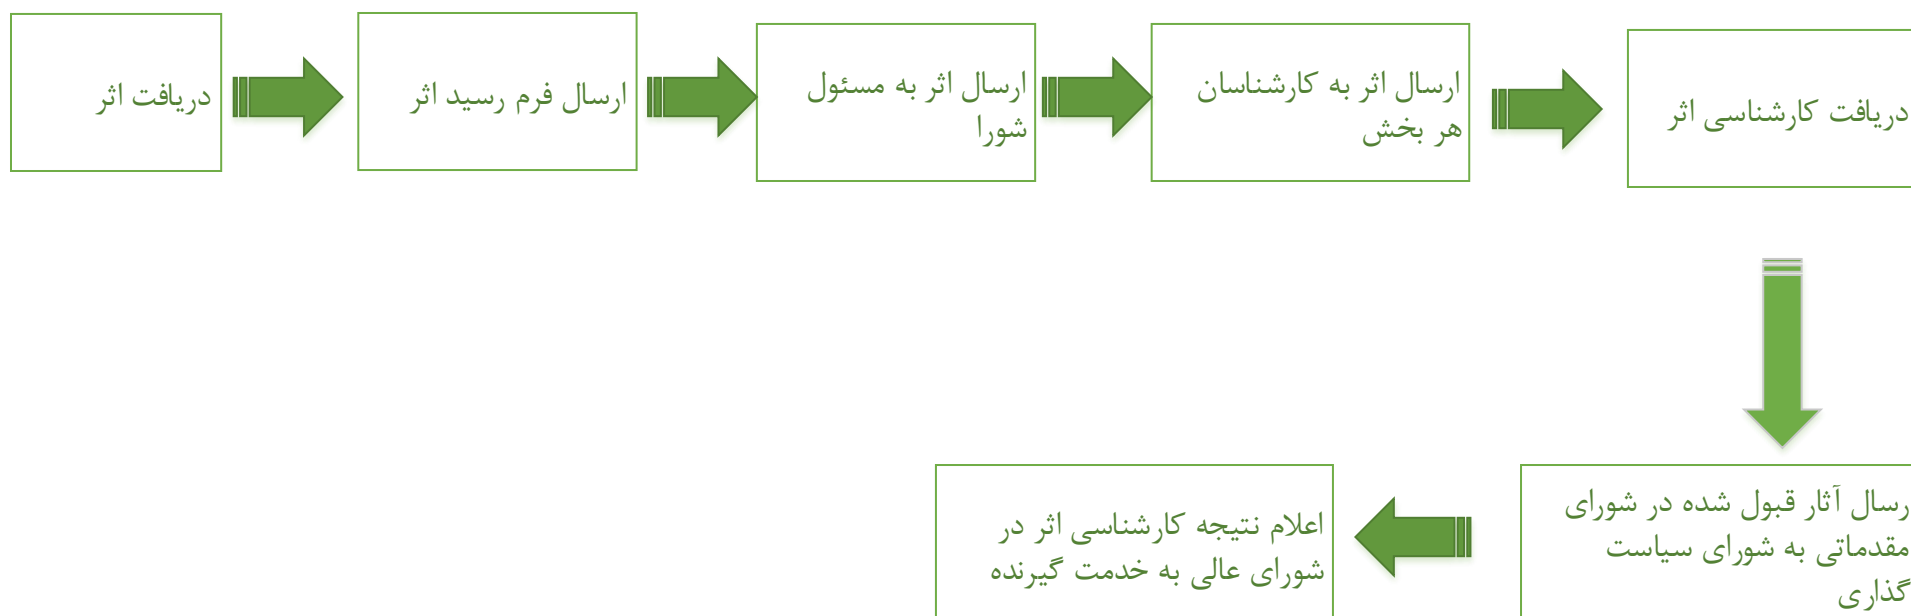 دریافت اثر
ارسال فرم رسید اثر
ارسال اثر به مسئول
شورا
ارسال اثر به کارشناسان
هر بخش
دریافت کارشناسی اثر
رسال آثار قبول شده در شورای
مقدماتی به شورای سیاست
گذاری
اعلام نتیجه کارشناسی اثر در
شورای عالی به خدمت گیرنده